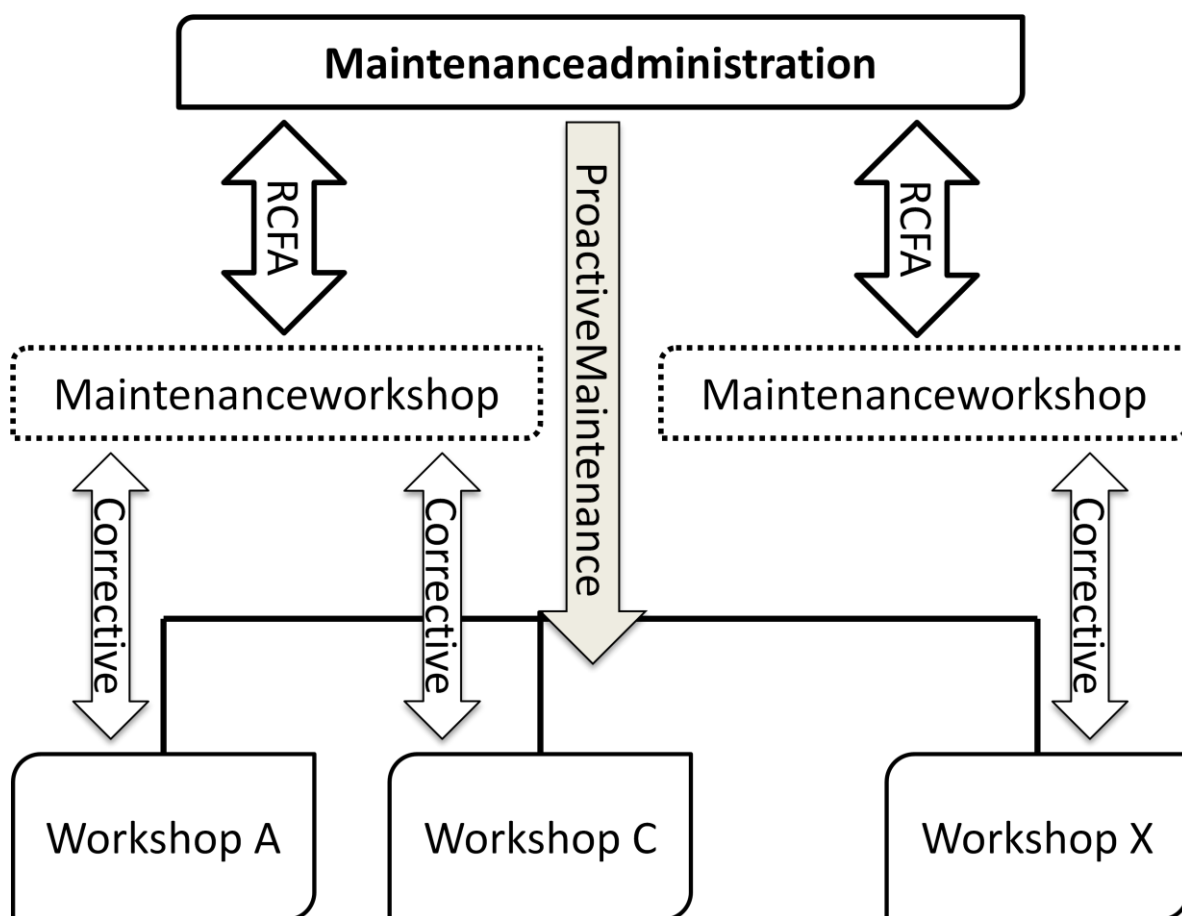 Maintenanceadministration
RCFA
ProactiveMaintenance
RCFA
Maintenanceworkshop
Maintenanceworkshop
Corrective
Corrective
Corrective
Workshop A
Workshop C
Workshop X